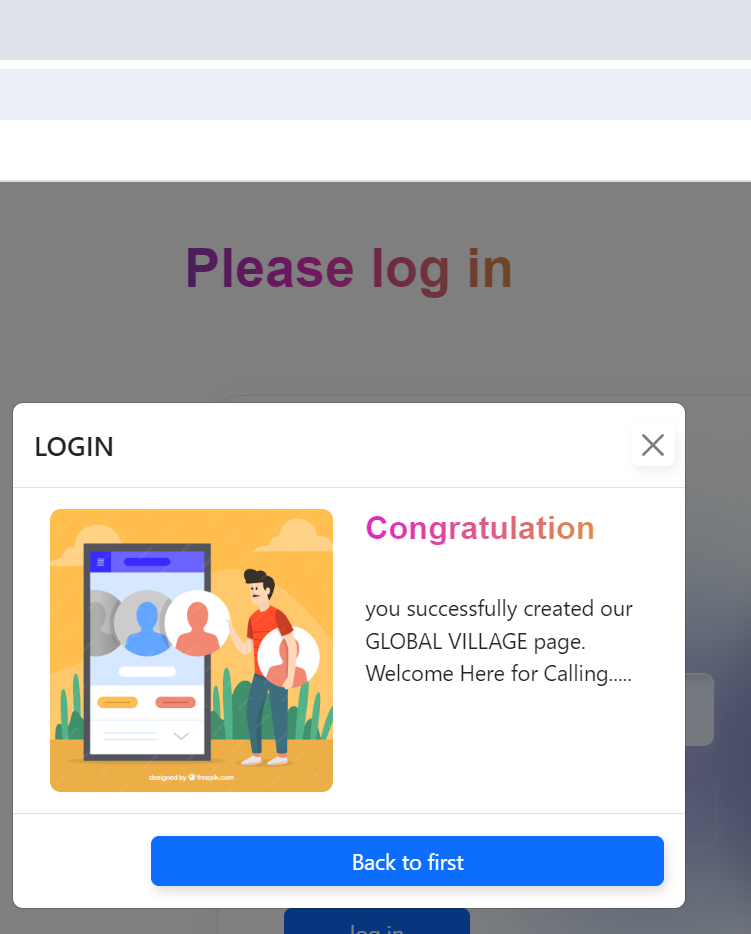 Please log in
LOGIN
Congratulation
you successfully created our
GLOBAL VILLAGE page.
Welcome Here for Calling.....
designed by freepik.com
Back to first
log in